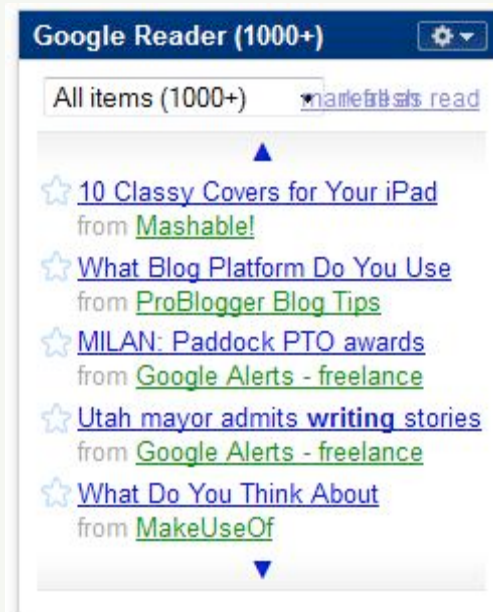 Google Reader (1000+)
All items (1000+) as read
10 Classy Covers for Your iPad
from Mashable!
What Blog Platform Do You Use
from ProBlogger Blog Tips
MILAN: Paddock PTO awards
from Google Alerts - freelance
Utah mayor admits writing stories
from Google Alerts - freelance
What Do You Think About
from MakeUseOf